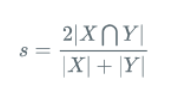 s = 2|X⋂Y| / |X| + |Y|